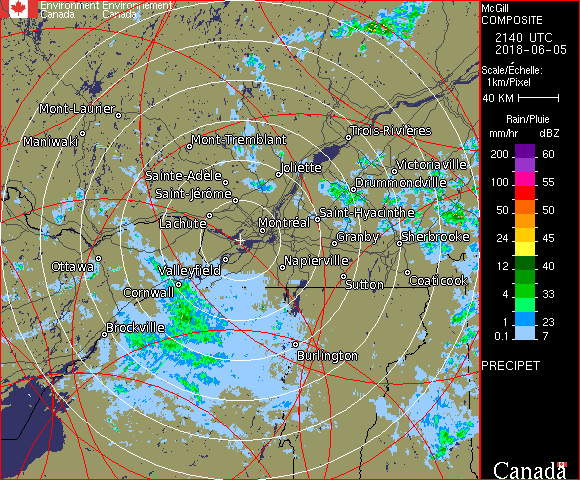 Environment Environnement
Canada Canada
McGill
COMPOSITE
2140 UTC
2018-06-05
Scale/Échelle:
1km/Pixel
40 KM
Rain/Pluie
mm/hr dBZ
200 60
100 55
50 50
24 45
12 40
4 33
1 23
0.1 7
PRECIPET
Canada
Mont-Laurier
Maniwaki
Mont-Tremblant
Trois-Rivières
Joliette
Victoriaville
Sainte-Adèle
Drummondville
Saint-Jérôme
Lachute
Saint-Hyacinthe
Montréal
Granby
Sherbrooke
Ottawa
Valleyfield
Napierville
Sutton
Coaticook
Cornwall
Brockville
Burlington